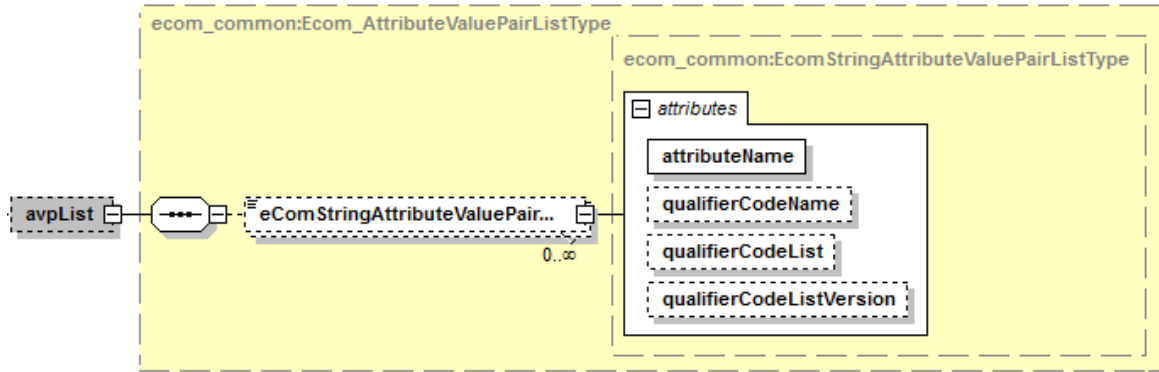 ecom_common:Ecom_AttributeValuePairListType
ecom_common:EcomStringAttributeValuePairListType
attributes
attributeName
qualifierCodeName
avpList
eComStringAttributeValuePair...
qualifierCodeList
0..∞
qualifierCodeListVersion